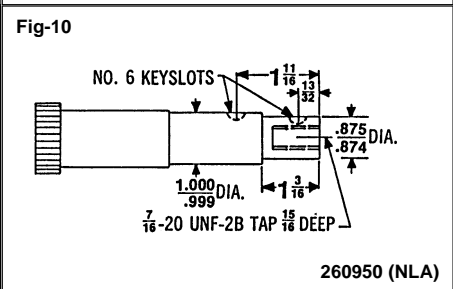 Fig-10
NO. 6 KEYSLOTS
1 11/16
13/32
.875/.874 DIA.
1.000/.999 DIA.
1 3/16
7/16-20 UNF-2B TAP 15/16 DEEP
260950 (NLA)